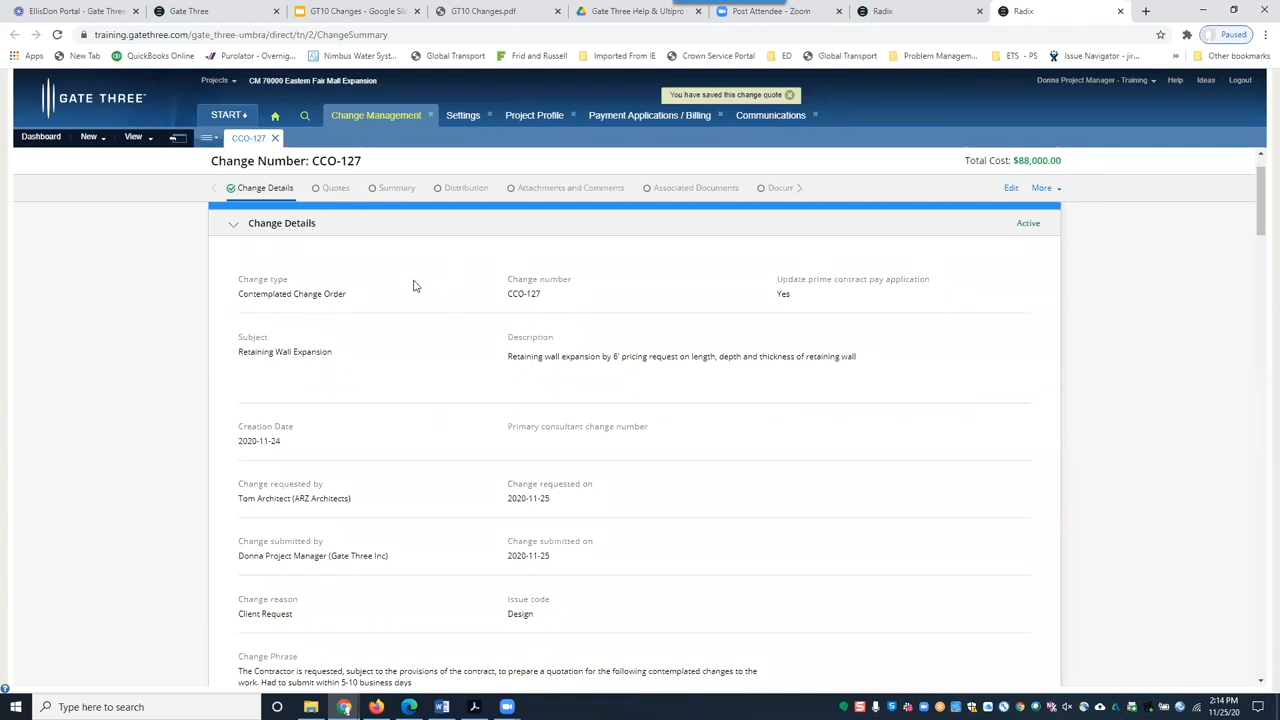 EllisDon Portal - Gate Three
Gate Three
GT10 Changes - Google Sli
GT10 Changes.pdf
Gate Three Help & Ultipro
Post Attendee - Zoom
Radix
Radix
training.gatethree.com/gate_three-umbra/direct/tn/2/ChangeSummary
Paused
Apps
New Tab
QuickBooks Online
Purolator - Overnig...
Nimbus Water Syst...
Global Transport
Frid and Russell
Imported From IE
Crown Service Portal
ED
Global Transport
Problem Managem...
ETS - PS
Issue Navigator - jir...
Other bookmarks
GATE THREE
Projects
CM 70000 Eastern Fair Mall Expansion
Donna Project Manager - Training
Help
Ideas
Logout
You have saved this change quote
START
Change Management
Settings
Project Profile
Payment Applications / Billing
Communications
Dashboard
New
View
CCO-127
Change Number: CCO-127
Total Cost: $88,000.00
Change Details
Quotes
Summary
Distribution
Attachments and Comments
Associated Documents
Docum
Edit
More
Change Details
Active
Change type
Change number
Update prime contract pay application
Contemplated Change Order
CCO-127
Yes
Subject
Description
Retaining Wall Expansion
Retaining wall expansion by 6' pricing request on length, depth and thickness of retaining wall
Creation Date
Primary consultant change number
2020-11-24
Change requested by
Change requested on
Tom Architect (ARZ Architects)
2020-11-25
Change submitted by
Change submitted on
Donna Project Manager (Gate Three Inc)
2020-11-25
Change reason
Issue code
Client Request
Design
Change Phrase
The Contractor is requested, subject to the provisions of the contract, to prepare a quotation for the following contemplated changes to the
work. Had to submit within 5-10 business days
Type here to search
2:14 PM
11/25/20